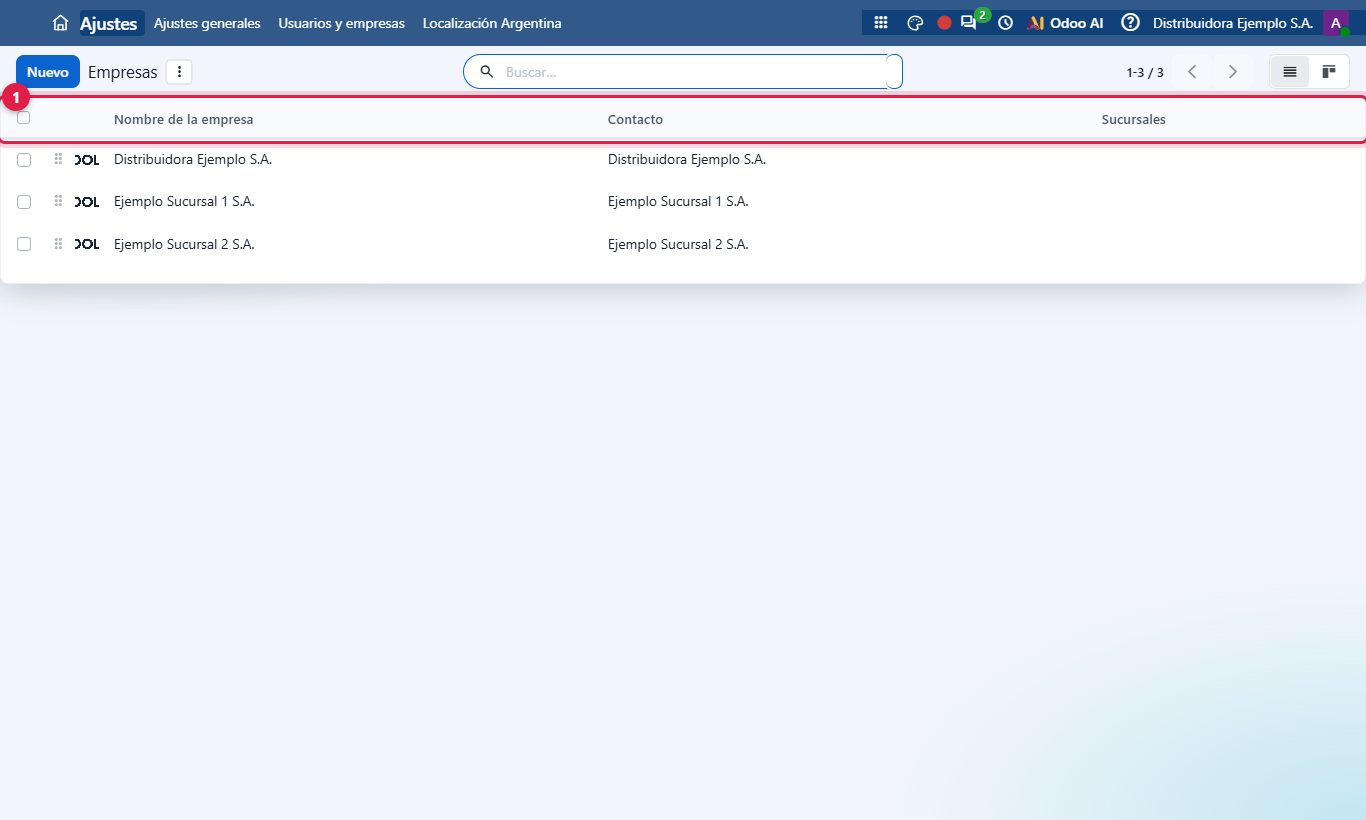 Ajustes Ajustes generales Usuarios y empresas Localización Argentina 2 Odoo AI Distribuidora Ejemplo S.A. A
Nuevo Empresas Buscar... 1-3 / 3
1
Nombre de la empresa Contacto Sucursales
Distribuidora Ejemplo S.A. Distribuidora Ejemplo S.A.
Ejemplo Sucursal 1 S.A. Ejemplo Sucursal 1 S.A.
Ejemplo Sucursal 2 S.A. Ejemplo Sucursal 2 S.A.